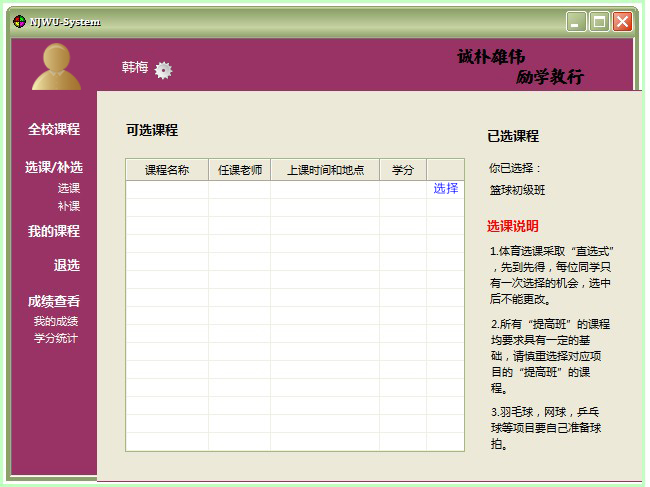 NJWU-System
韩梅
诚朴雄伟
励学敦行
全校课程
选课/补选
选课
补课
我的课程
退选
成绩查看
我的成绩
学分统计
可选课程
课程名称 任课老师 上课时间和地点 学分
选择
已选课程
你已选择：
篮球初级班
选课说明
1.体育选课采取“直选式”
，先到先得，每位同学只
有一次选择的机会，选中
后不能更改。
2.所有“提高班”的课程
均要求具有一定的基
础，请慎重选择对应项
目的“提高班”的课
程。
3.羽毛球，网球，乒乓
球等项目要自己准备球
拍。